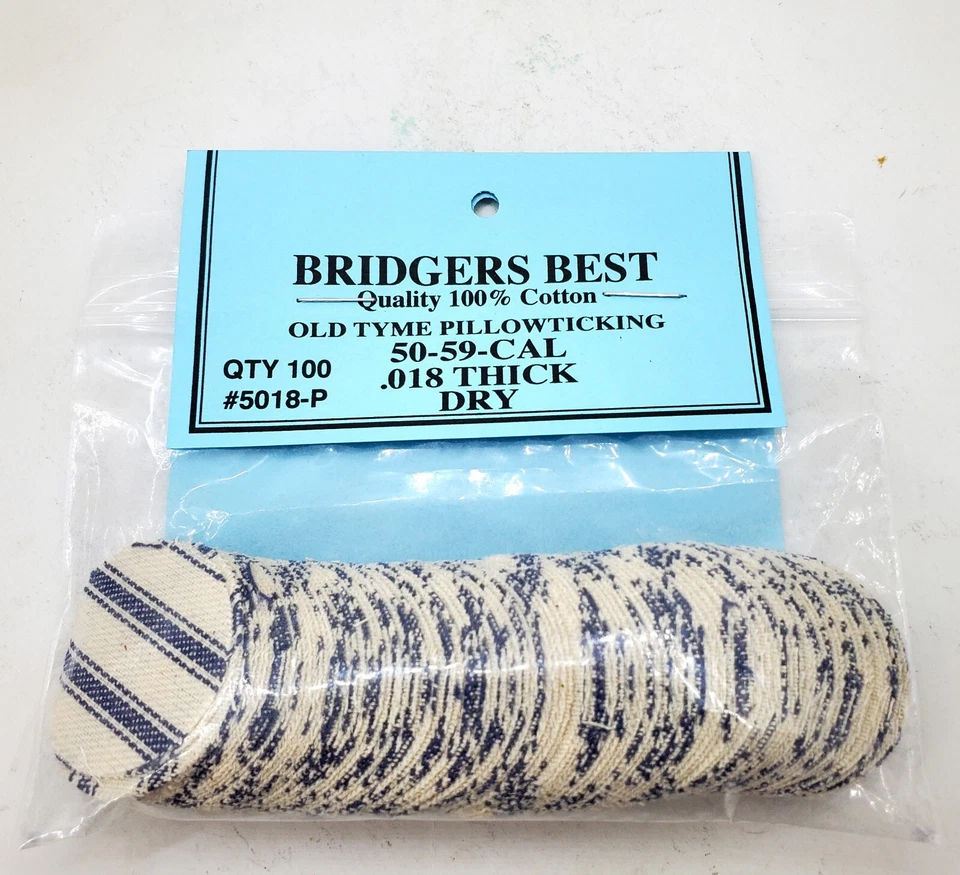 BRIDGERS BEST
Quality 100% Cotton
OLD TYME PILLOWTICKING
50-59-CAL
QTY 100
.018 THICK
#5018-P
DRY